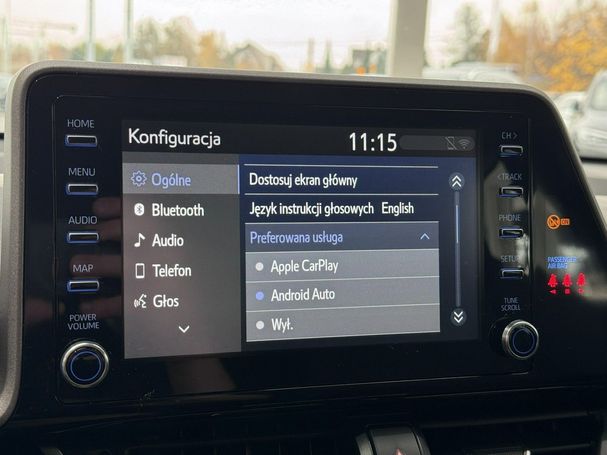 HOME
MENU
AUDIO
MAP
POWER
VOLUME
Konfiguracja
11:15
Ogólne
Bluetooth
Audio
Telefon
Głos
Dostosuj ekran główny
Język instrukcji głosowych English
Preferowana usługa
Apple CarPlay
Android Auto
Wył.
CH >
< TRACK
PHONE
SETUP
TUNE
SCROLL
PASSENGER
AIR BAG